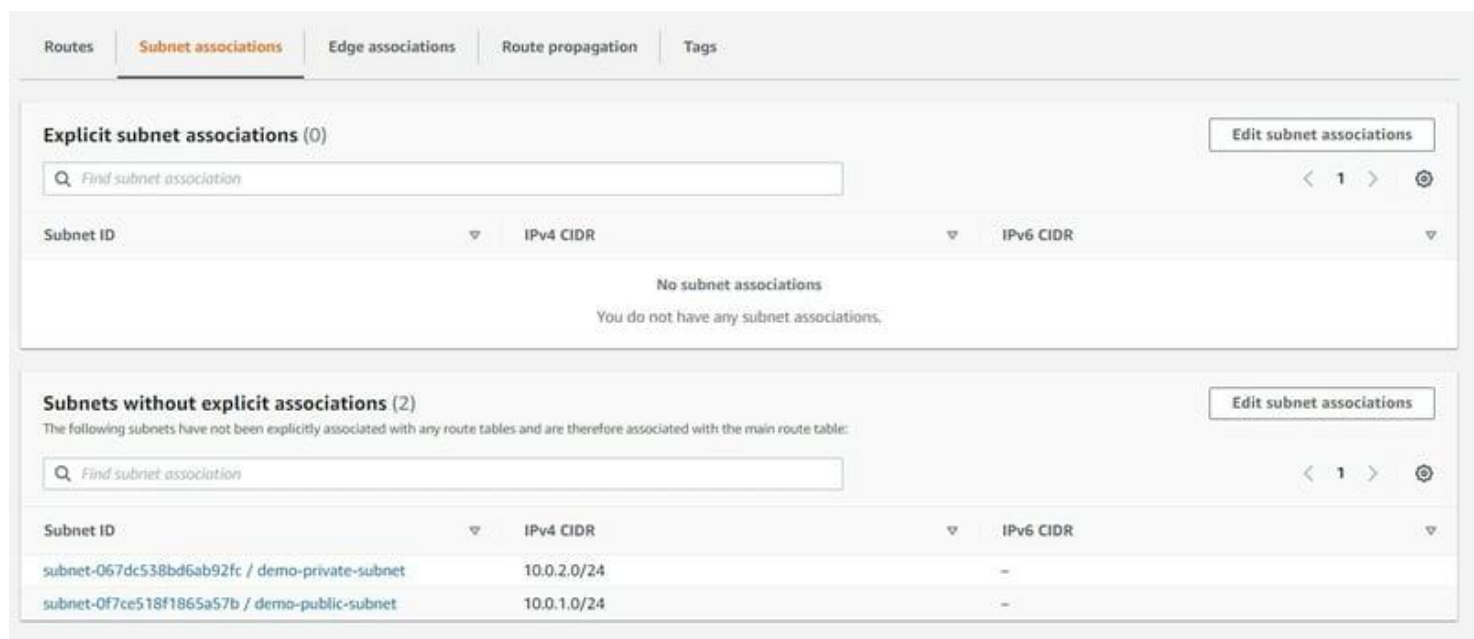 Routes Subnet associations Edge associations Route propagation Tags
Explicit subnet associations (0) Edit subnet associations
Find subnet association 1
Subnet ID IPv4 CIDR IPv6 CIDR
No subnet associations
You do not have any subnet associations.
Subnets without explicit associations (2) Edit subnet associations
The following subnets have not been explicitly associated with any route tables and are therefore associated with the main route table:
Find subnet association 1
Subnet ID IPv4 CIDR IPv6 CIDR
subnet-067dc538bd6ab92fc / demo-private-subnet 10.0.2.0/24 –
subnet-0f7ce518f1865a57b / demo-public-subnet 10.0.1.0/24 –